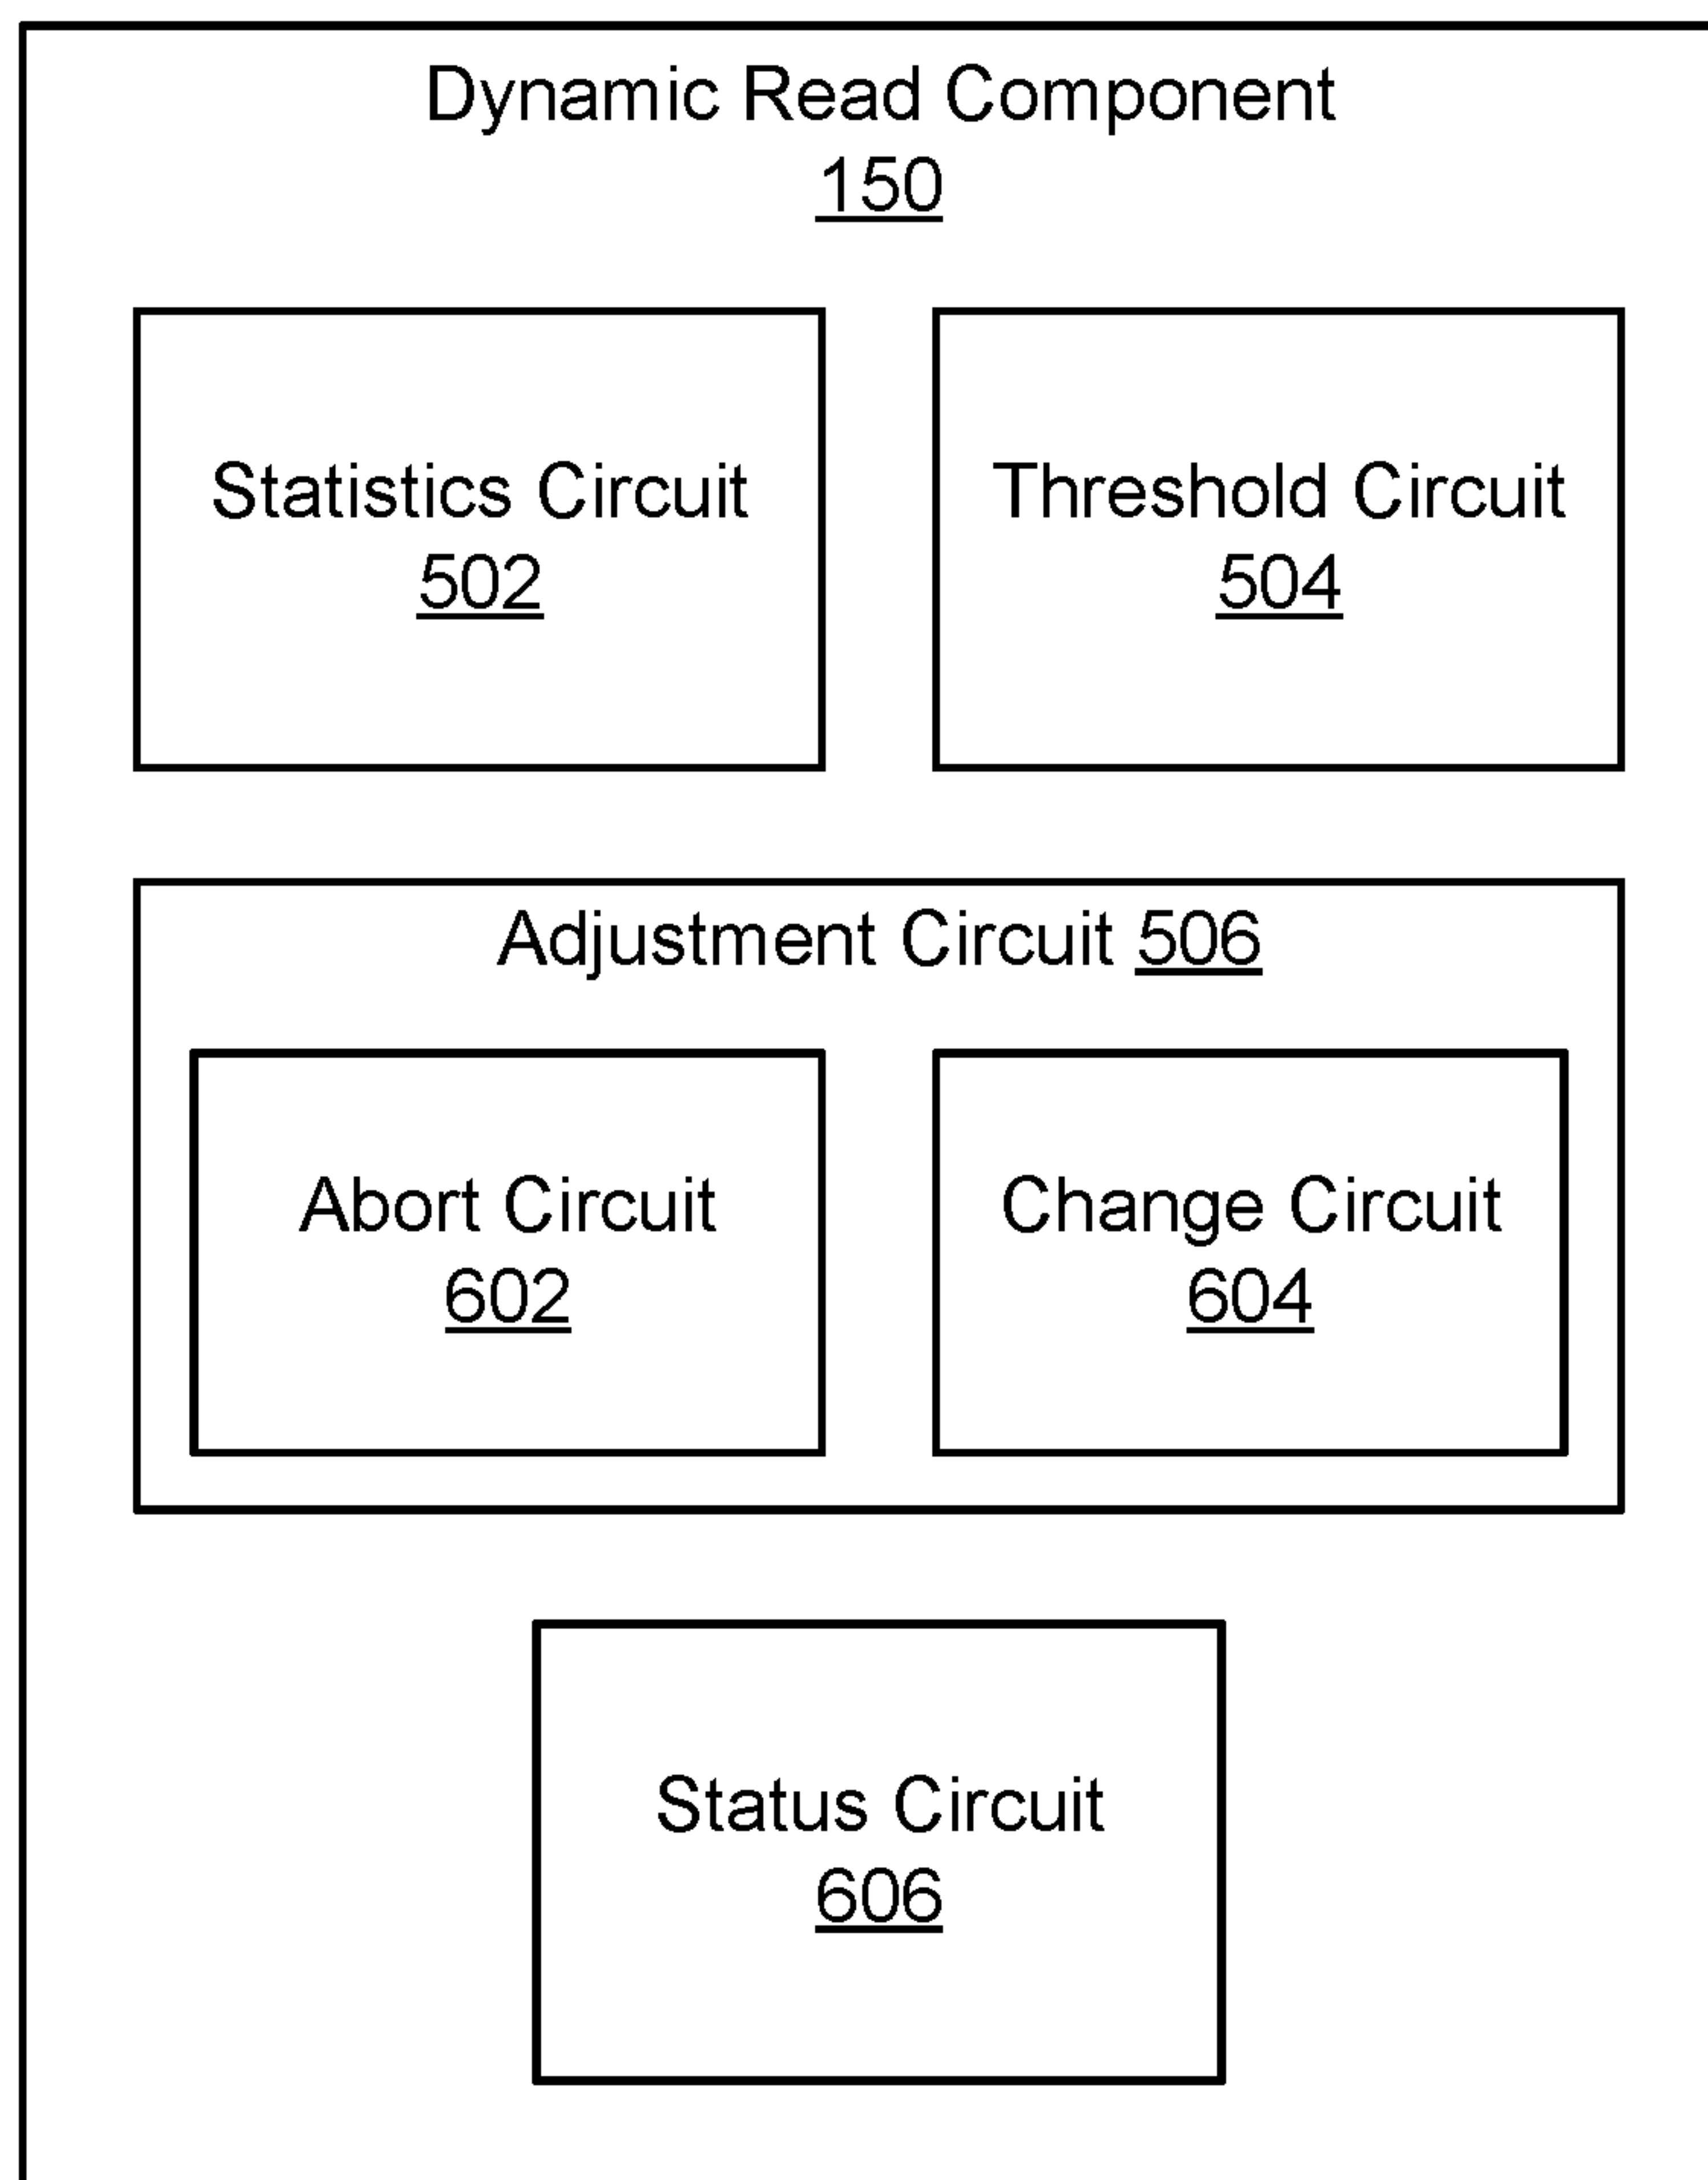 Dynamic Read Component
150
Statistics Circuit
502
Threshold Circuit
504
Adjustment Circuit 506
Abort Circuit
602
Change Circuit
604
Status Circuit
606